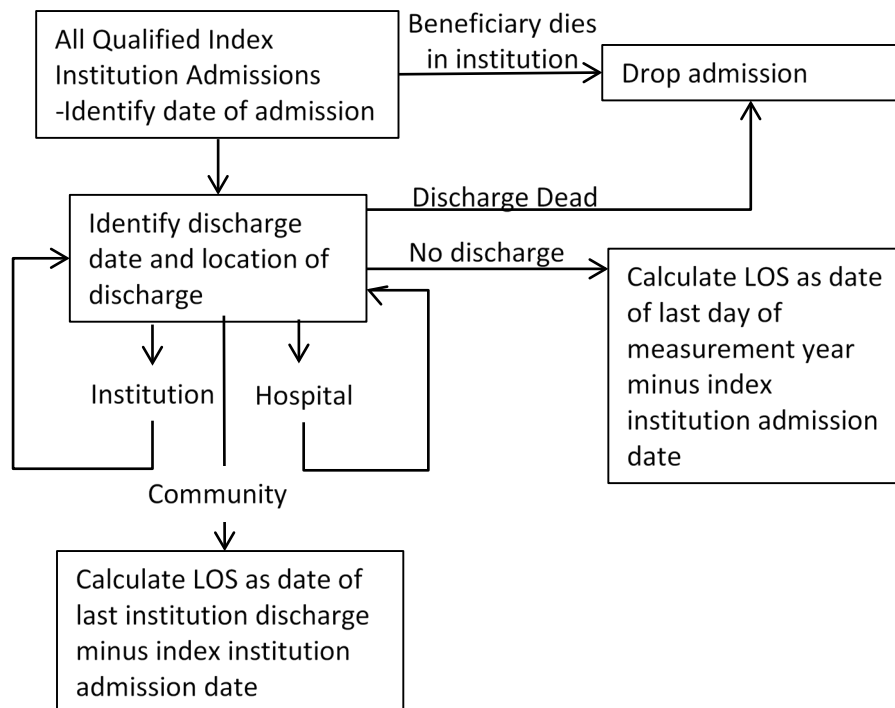 All Qualified Index
Institution Admissions
-Identify date of admission
Beneficiary dies
in institution
Drop admission
Identify discharge
date and location of
discharge
Discharge Dead
No discharge
Calculate LOS as date
of last day of
measurement year
minus index
institution admission
date
Institution
Hospital
Community
Calculate LOS as date of
last institution discharge
minus index institution
admission date